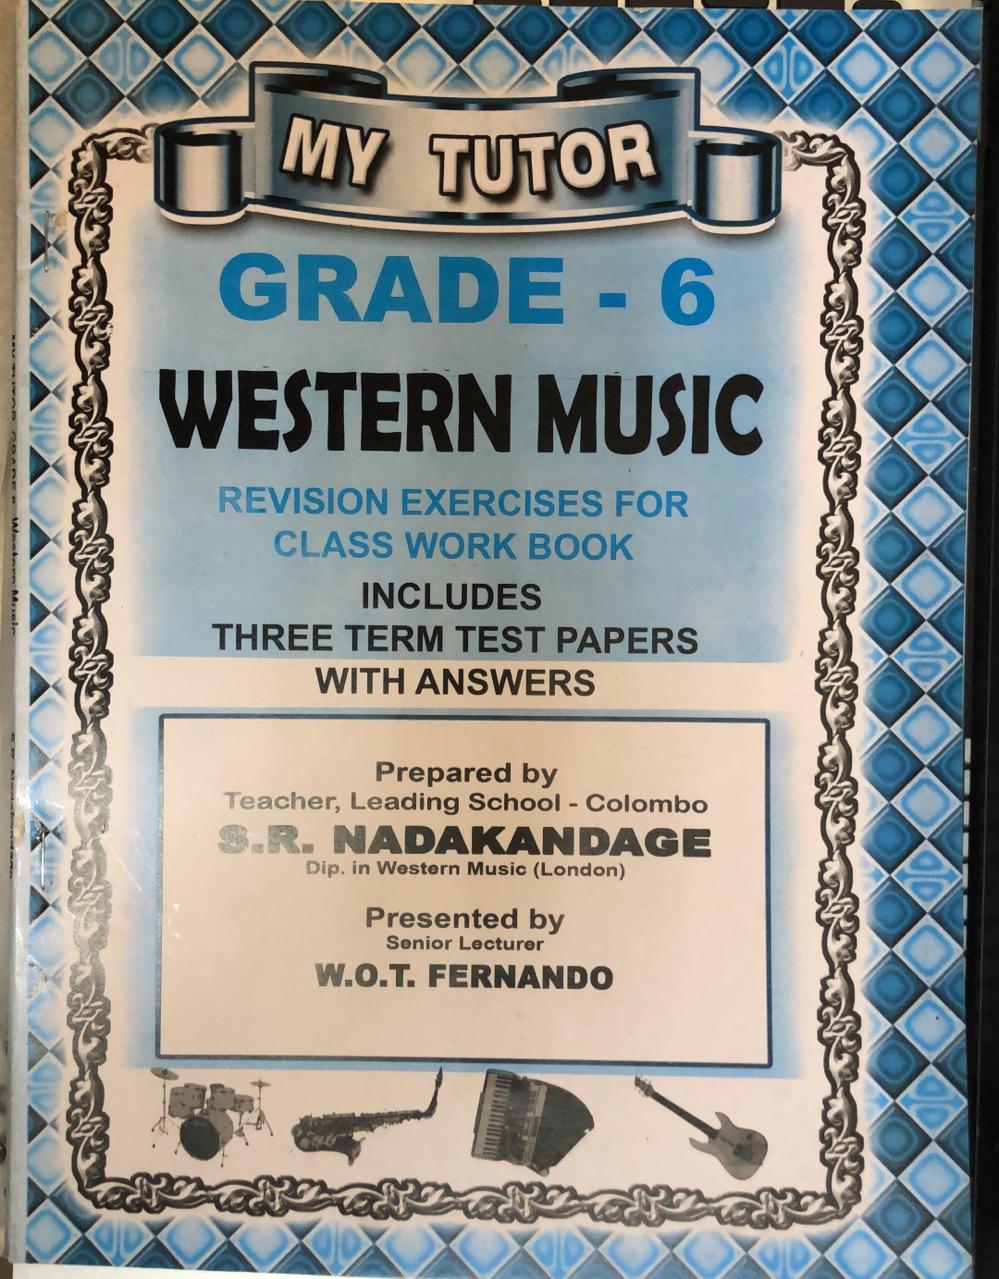 MY TUTOR
GRADE - 6
WESTERN MUSIC
REVISION EXERCISES FOR
CLASS WORK BOOK
INCLUDES
THREE TERM TEST PAPERS
WITH ANSWERS
Prepared by
Teacher, Leading School - Colombo
S.R. NADAKANDAGE
Dip. in Western Music (London)
Presented by
Senior Lecturer
W.O.T. FERNANDO